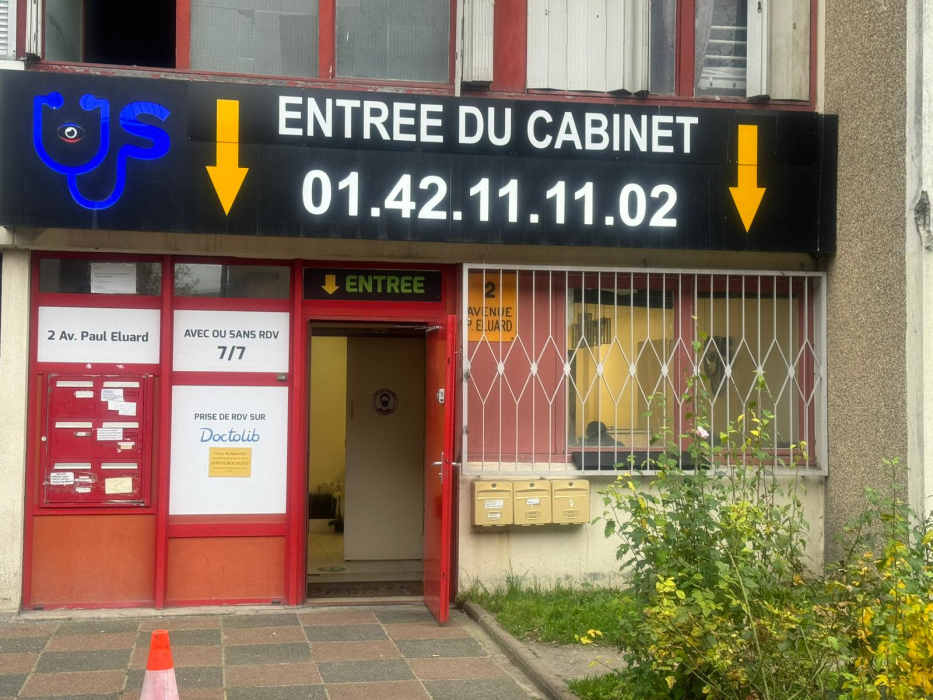 US
ENTREE DU CABINET
01.42.11.11.02
ENTREE
2
AVENUE
P. ELUARD
2 Av. Paul Eluard
AVEC OU SANS RDV
7/7
PRISE DE RDV SUR
Doctolib